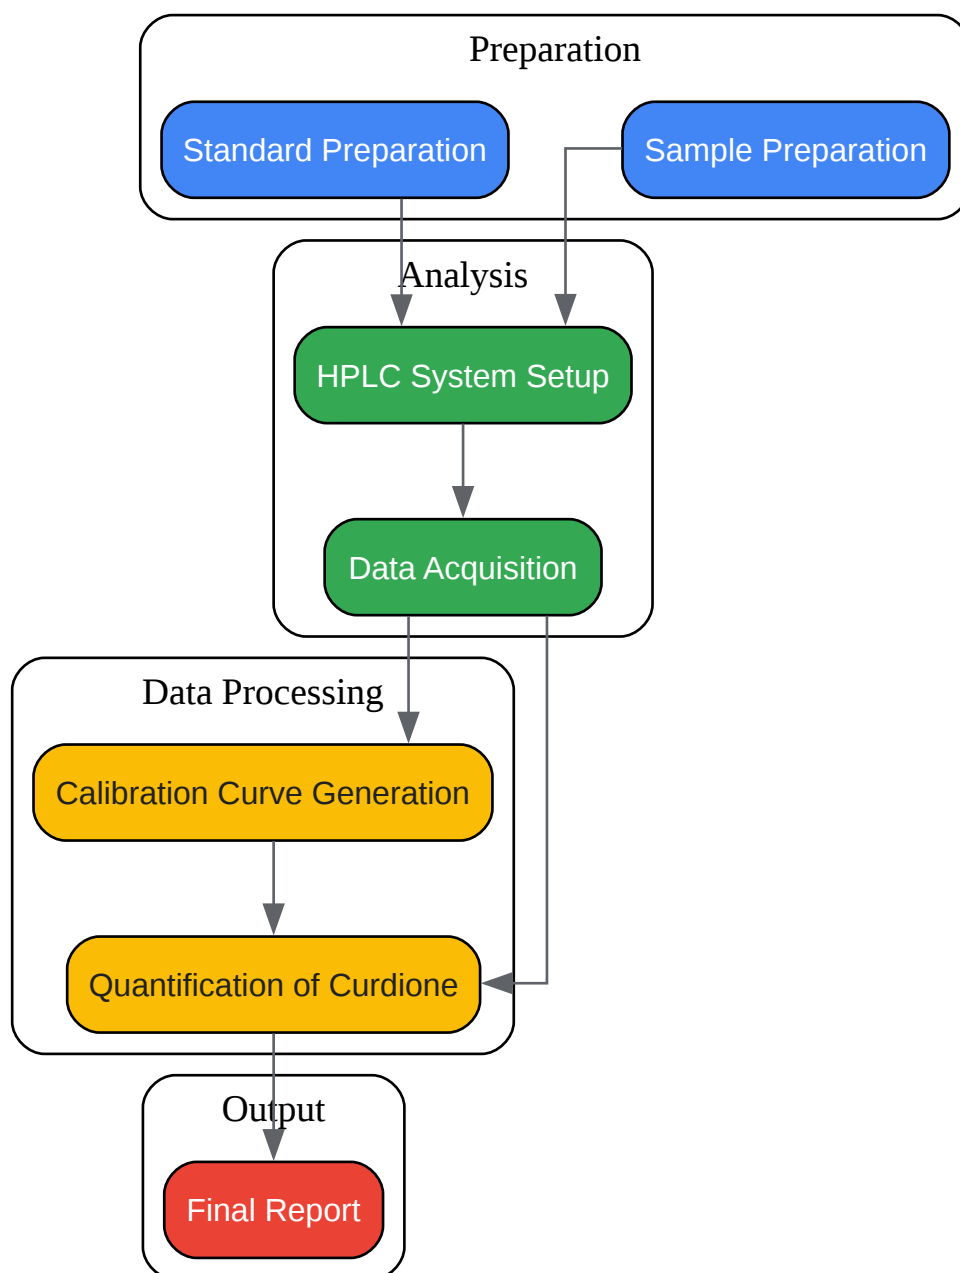 Preparation
Standard Preparation
Sample Preparation
Analysis
HPLC System Setup
Data Acquisition
Data Processing
Calibration Curve Generation
Quantification of Curdione
Output
Final Report